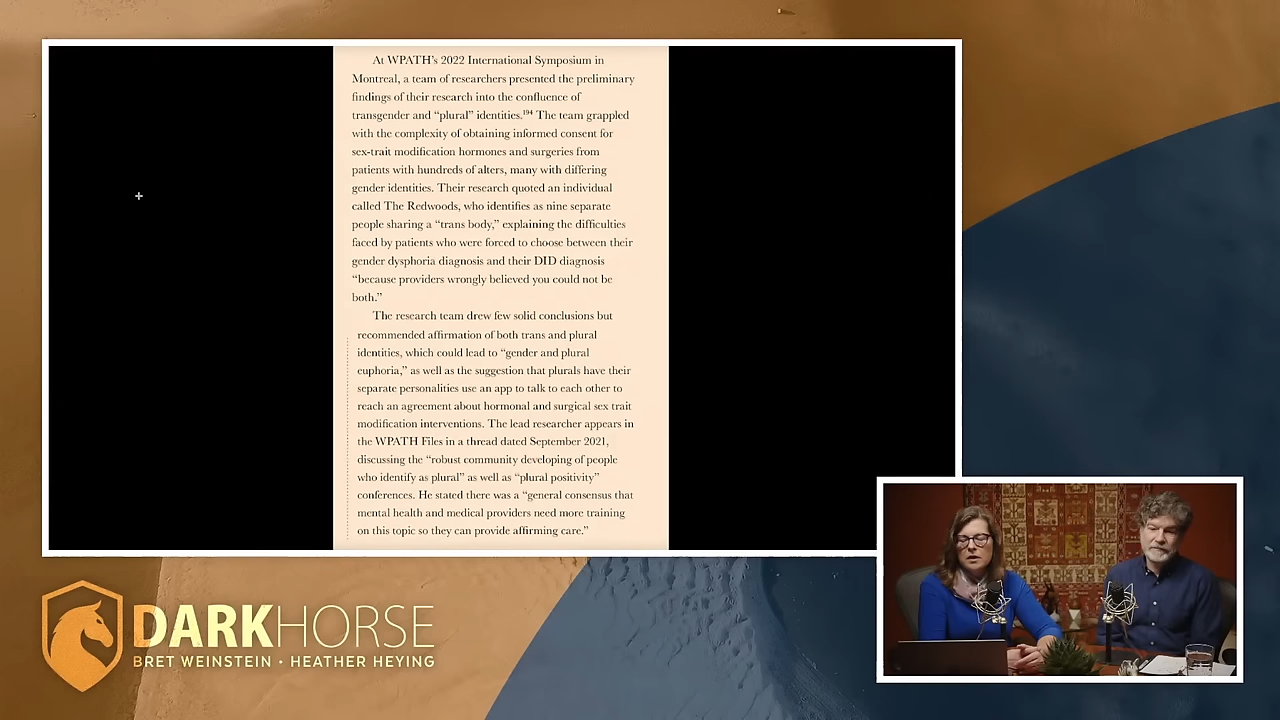 At WPATH’s 2022 International Symposium in
Montreal, a team of researchers presented the preliminary
findings of their research into the confluence of
transgender and “plural” identities.194 The team grappled
with the complexity of obtaining informed consent for
sex-trait modification hormones and surgeries from
patients with hundreds of alters, many with differing
gender identities. Their research quoted an individual
called The Redwoods, who identifies as nine separate
people sharing a “trans body,” explaining the difficulties
faced by patients who were forced to choose between their
gender dysphoria diagnosis and their DID diagnosis
“because providers wrongly believed you could not be
both.”
The research team drew few solid conclusions but
recommended affirmation of both trans and plural
identities, which could lead to “gender and plural
euphoria,” as well as the suggestion that plurals have their
separate personalities use an app to talk to each other to
reach an agreement about hormonal and surgical sex trait
modification interventions. The lead researcher appears in
the WPATH Files in a thread dated September 2021,
discussing the “robust community developing of people
who identify as plural” as well as “plural positivity”
conferences. He stated there was a “general consensus that
mental health and medical providers need more training
on this topic so they can provide affirming care.”
DARKHORSE
BRET WEINSTEIN • HEATHER HEYING